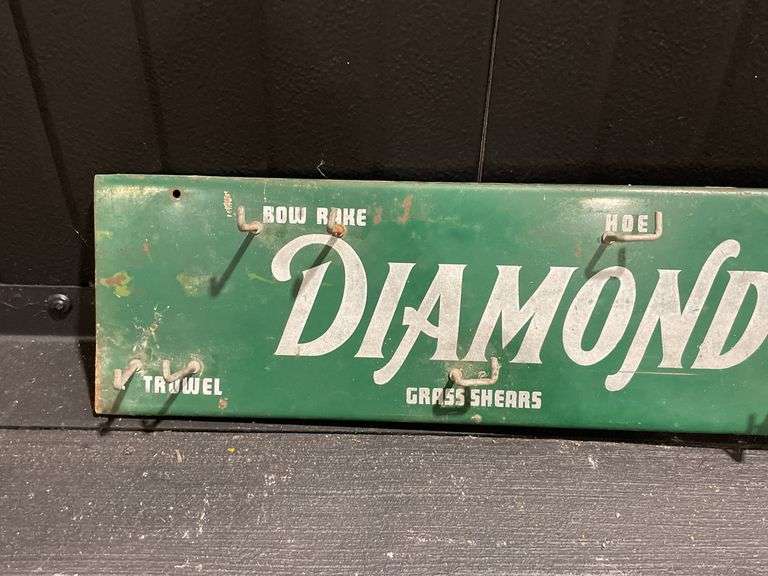 BOW RAKE
HOE
DIAMOND
TROWEL
GRASS SHEARS